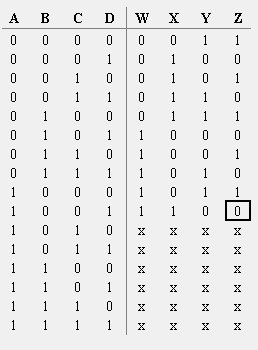 A B C D W X Y Z
0 0 0 0 0 0 1 1
0 0 0 1 0 1 0 0
0 0 1 0 0 1 0 1
0 0 1 1 0 1 1 0
0 1 0 0 0 1 1 1
0 1 0 1 1 0 0 0
0 1 1 0 1 0 0 1
0 1 1 1 1 0 1 0
1 0 0 0 1 0 1 1
1 0 0 1 1 1 0 0
1 0 1 0 x x x x
1 0 1 1 x x x x
1 1 0 0 x x x x
1 1 0 1 x x x x
1 1 1 0 x x x x
1 1 1 1 x x x x